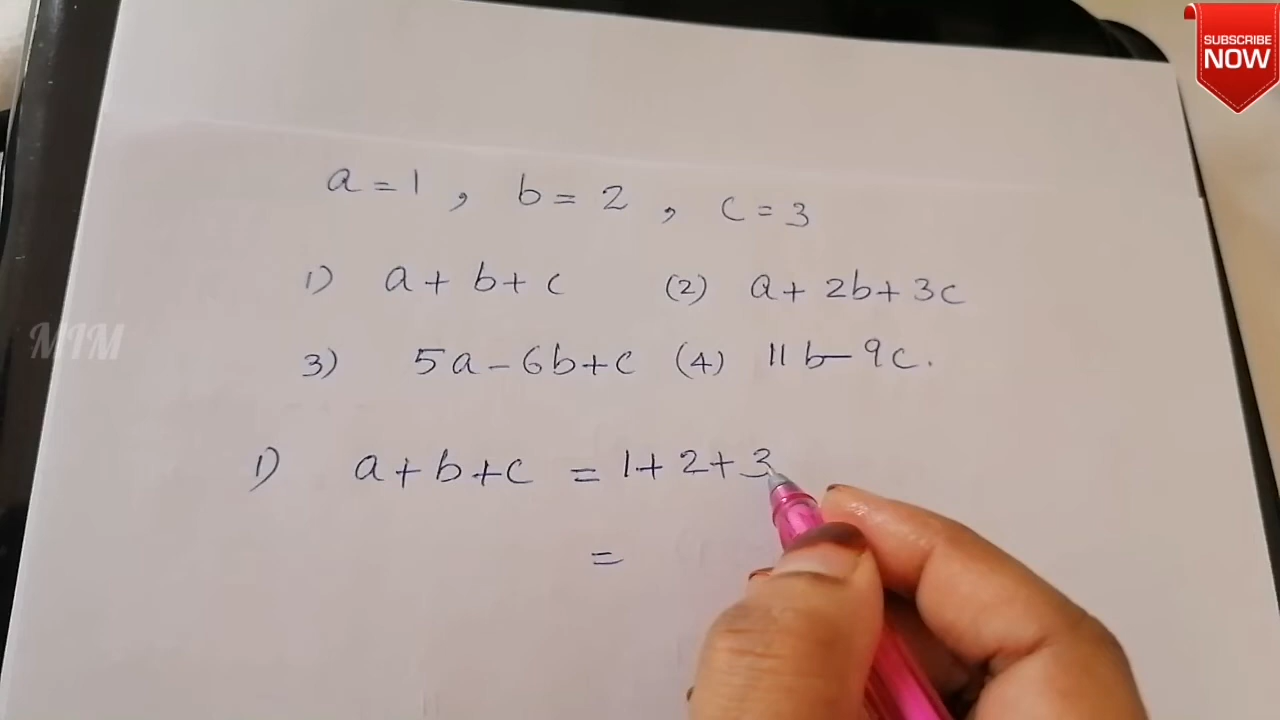 SUBSCRIBE
NOW
a = 1 , b = 2 , c = 3
1) a + b + c (2) a + 2b + 3c
MIM
3) 5a - 6b + c (4) 11b - 9c.
1) a + b + c = 1 + 2 + 3
=